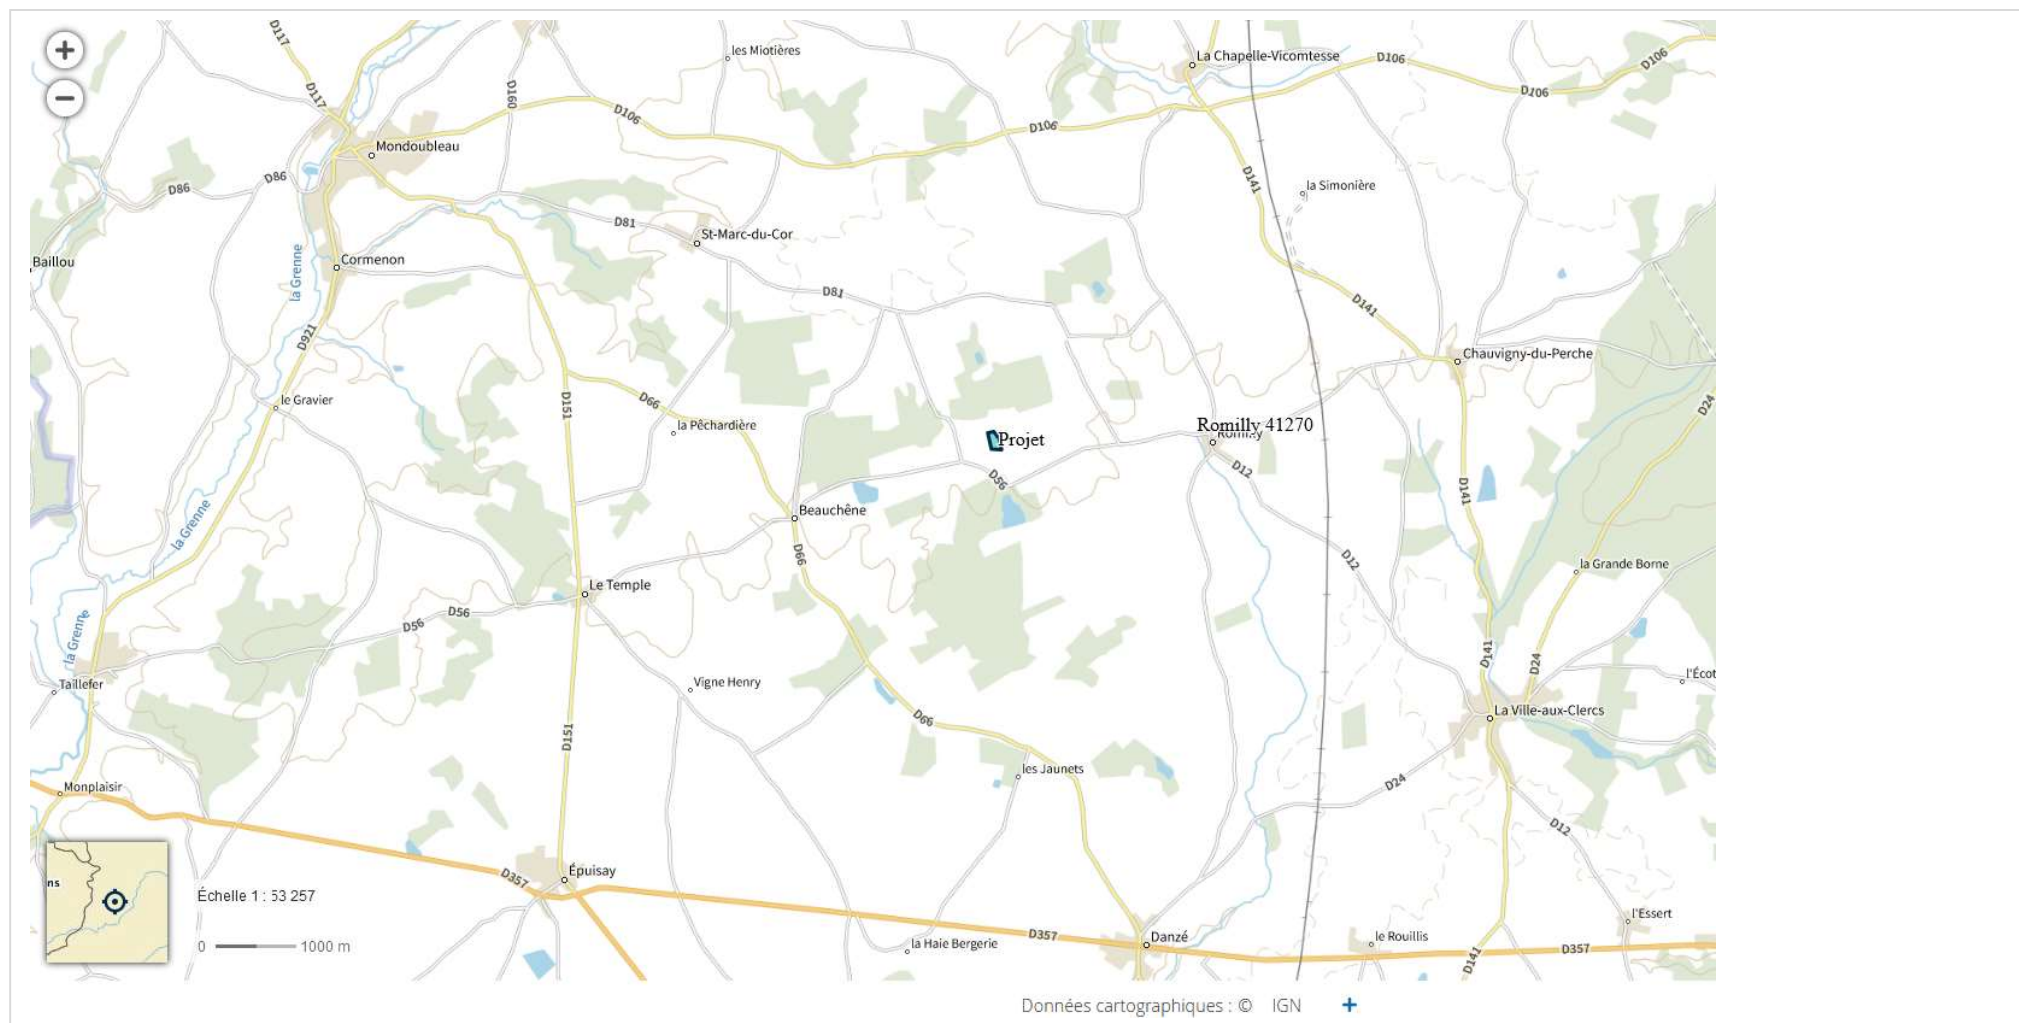 D117
les Miotières
La Chapelle-Vicomtesse
D106
D106
D106
D117
D160
D106
D106
Mondoubleau
D86
D86
D141
la Simonière
D81
St-Marc-du-Cor
Baillou
Cormenon
la Grenne
D81
D141
D921
Chauvigny-du-Perche
le Gravier
D151
D66
la Pêchardière
D24
Romilly 41270
Romilly
Projet
D12
D56
D141
Beauchêne
la Grenne
D66
D12
la Grande Borne
Le Temple
D56
D56
la Grenne
D141
D24
Taillefer
Vigne Henry
l'Écot
La Ville-aux-Clercs
D66
D151
les Jaunets
D24
Monplaisir
D12
Épuisay
D357
ns
Échelle 1 : 53 257
l'Essert
D357
Danzé
le Rouillis
la Haie Bergerie
0 1000 m
D357
D141
Données cartographiques : © IGN +